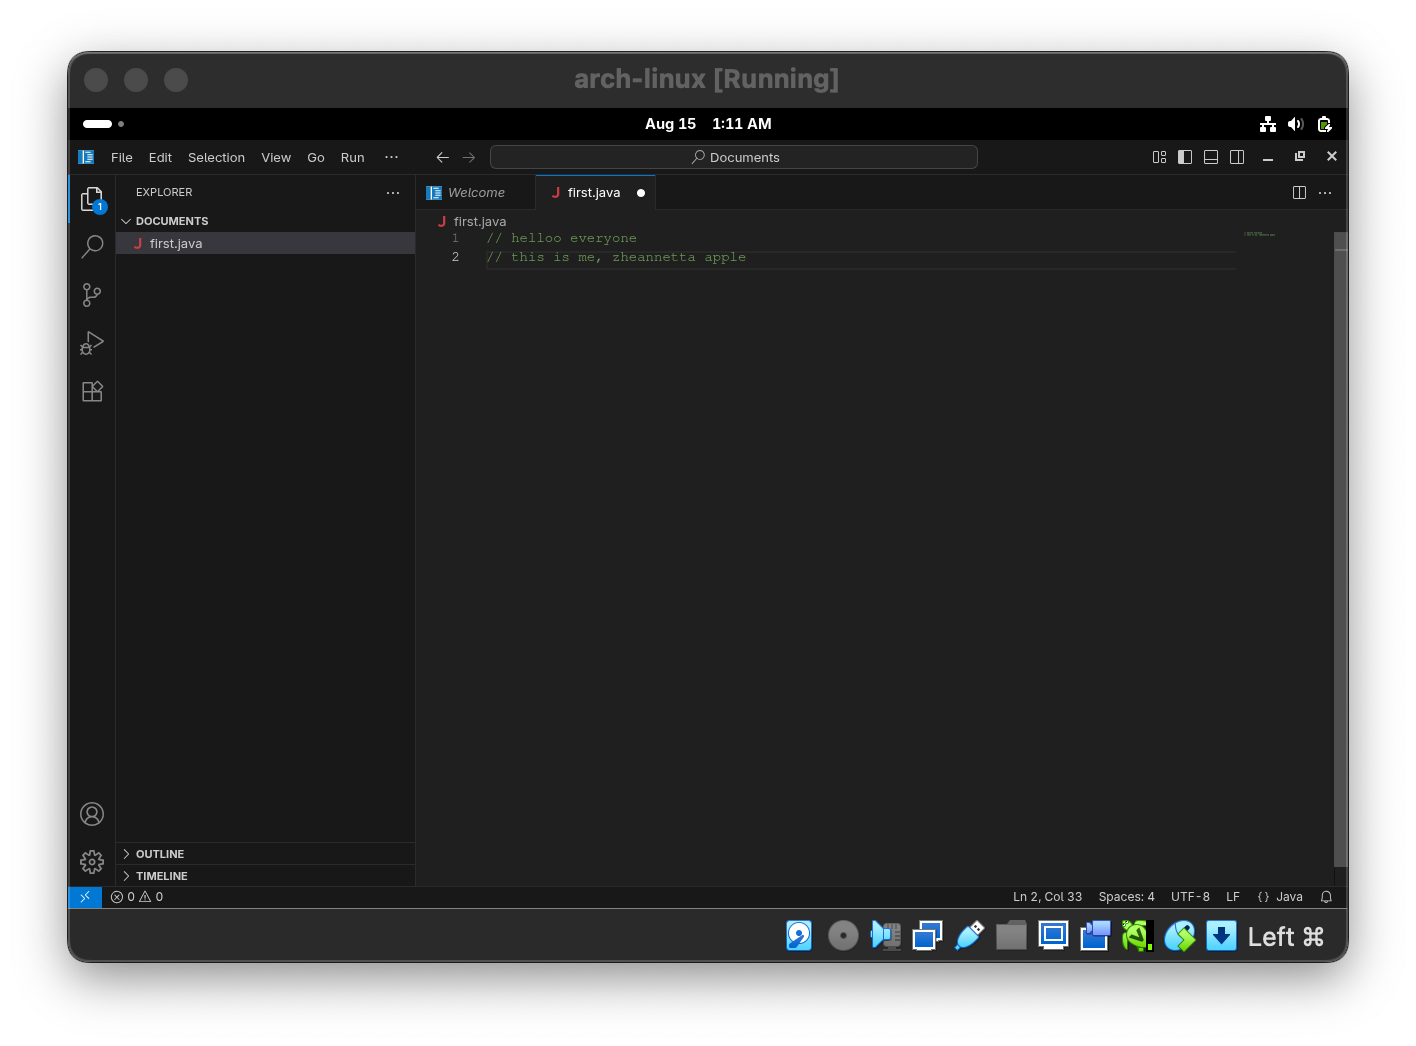 arch-linux [Running]
Aug 15 1:11 AM
File Edit Selection View Go Run ··· Documents
EXPLORER ···
Welcome
first.java
DOCUMENTS
first.java
first.java
1 // helloo everyone
2 // this is me, zheannetta apple
1
OUTLINE
TIMELINE
0 0 Ln 2, Col 33 Spaces: 4 UTF-8 LF {} Java
Left ⌘